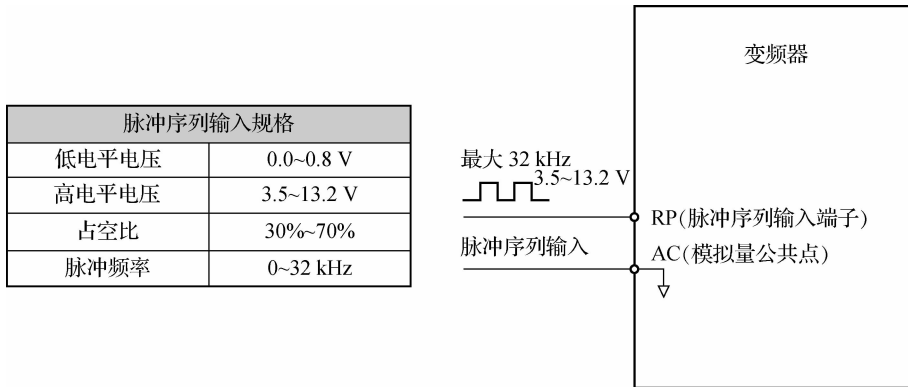 脉冲序列输入规格
低电平电压 0.0~0.8 V
高电平电压 3.5~13.2 V
占空比 30%~70%
脉冲频率 0~32 kHz
变频器
最大 32 kHz
3.5~13.2 V
RP(脉冲序列输入端子)
脉冲序列输入
AC(模拟量公共点)